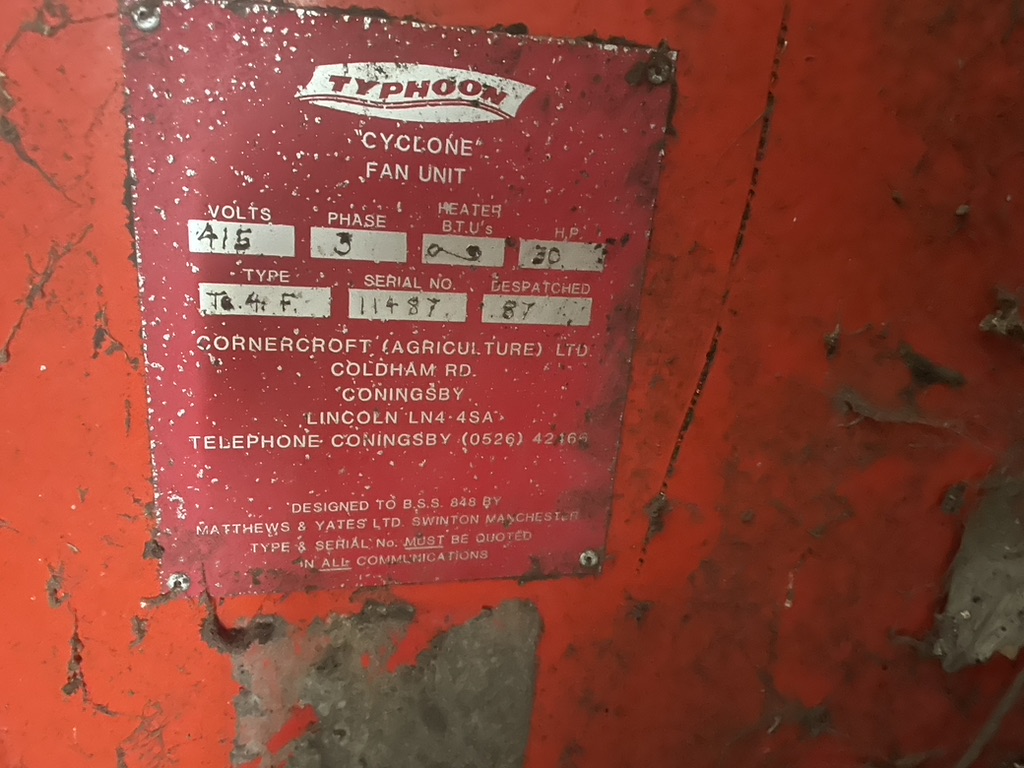 TYPHOON
"CYCLONE"
FAN UNIT
VOLTS PHASE HEATER B.T.U's H.P.
415 3 30
TYPE SERIAL NO. DESPATCHED
11487 87
CORNERCROFT (AGRICULTURE) LTD.
COLDHAM RD.
CONINGSBY
LINCOLN LN4 4SA
TELEPHONE CONINGSBY (0526)
DESIGNED TO B.S.S. 848 BY
MATTHEWS & YATES LTD. SWINTON MANCHESTER
TYPE & SERIAL No. MUST BE QUOTED
IN ALL COMMUNICATIONS